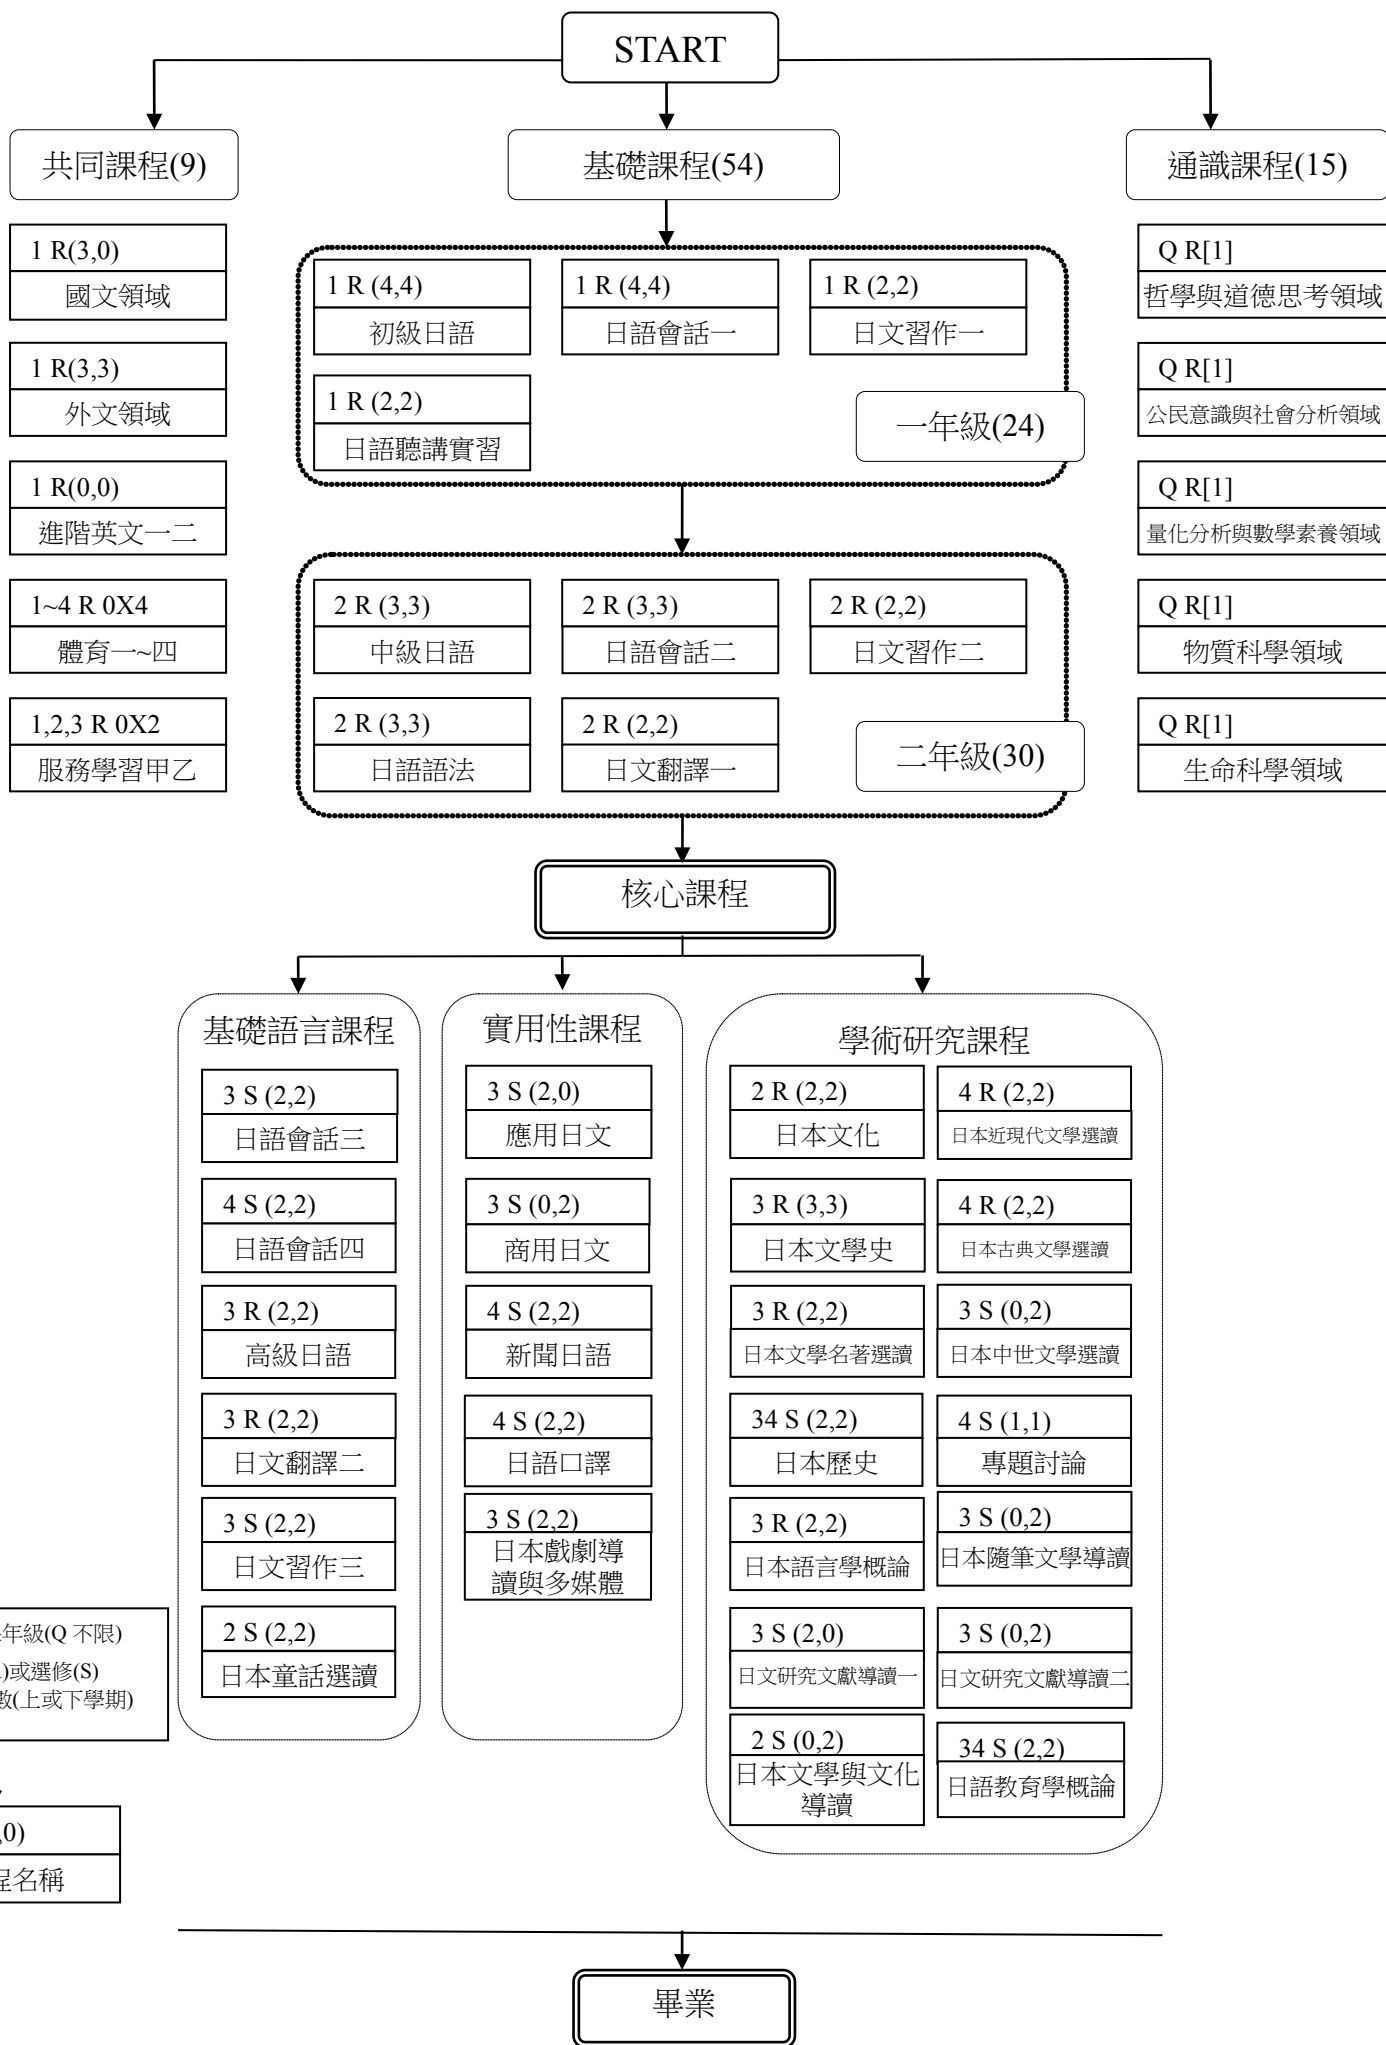 START
共同課程(9)
基礎課程(54)
通識課程(15)
1 R(3,0)
國文領域
1 R(3,3)
外文領域
1 R(0,0)
進階英文一二
1~4 R 0X4
體育一~四
1,2,3 R 0X2
服務學習甲乙
1 R (4,4)
初級日語
1 R (4,4)
日語會話一
1 R (2,2)
日文習作一
1 R (2,2)
日語聽講實習
一年級(24)
2 R (3,3)
中級日語
2 R (3,3)
日語會話二
2 R (2,2)
日文習作二
2 R (3,3)
日語語法
2 R (2,2)
日文翻譯一
二年級(30)
Q R[1]
哲學與道德思考領域
Q R[1]
公民意識與社會分析領域
Q R[1]
量化分析與數學素養領域
Q R[1]
物質科學領域
Q R[1]
生命科學領域
核心課程
基礎語言課程
3 S (2,2)
日語會話三
4 S (2,2)
日語會話四
3 R (2,2)
高級日語
3 R (2,2)
日文翻譯二
3 S (2,2)
日文習作三
2 S (2,2)
日本童話選讀
實用性課程
3 S (2,0)
應用日文
3 S (0,2)
商用日文
4 S (2,2)
新聞日語
4 S (2,2)
日語口譯
3 S (2,2)
日本戲劇導
讀與多媒體
學術研究課程
2 R (2,2)
日本文化
4 R (2,2)
日本近現代文學選讀
3 R (3,3)
日本文學史
4 R (2,2)
日本古典文學選讀
3 R (2,2)
日本文學名著選讀
3 S (0,2)
日本中世文學選讀
34 S (2,2)
日本歷史
4 S (1,1)
專題討論
3 R (2,2)
日本語言學概論
3 S (0,2)
日本隨筆文學導讀
3 S (2,0)
日文研究文獻導讀一
3 S (0,2)
日文研究文獻導讀二
2 S (0,2)
日本文學與文化
導讀
34 S (2,2)
日語教育學概論
年級(Q 不限)
)或選修(S)
數(上或下學期)
,0)
程名稱
畢業